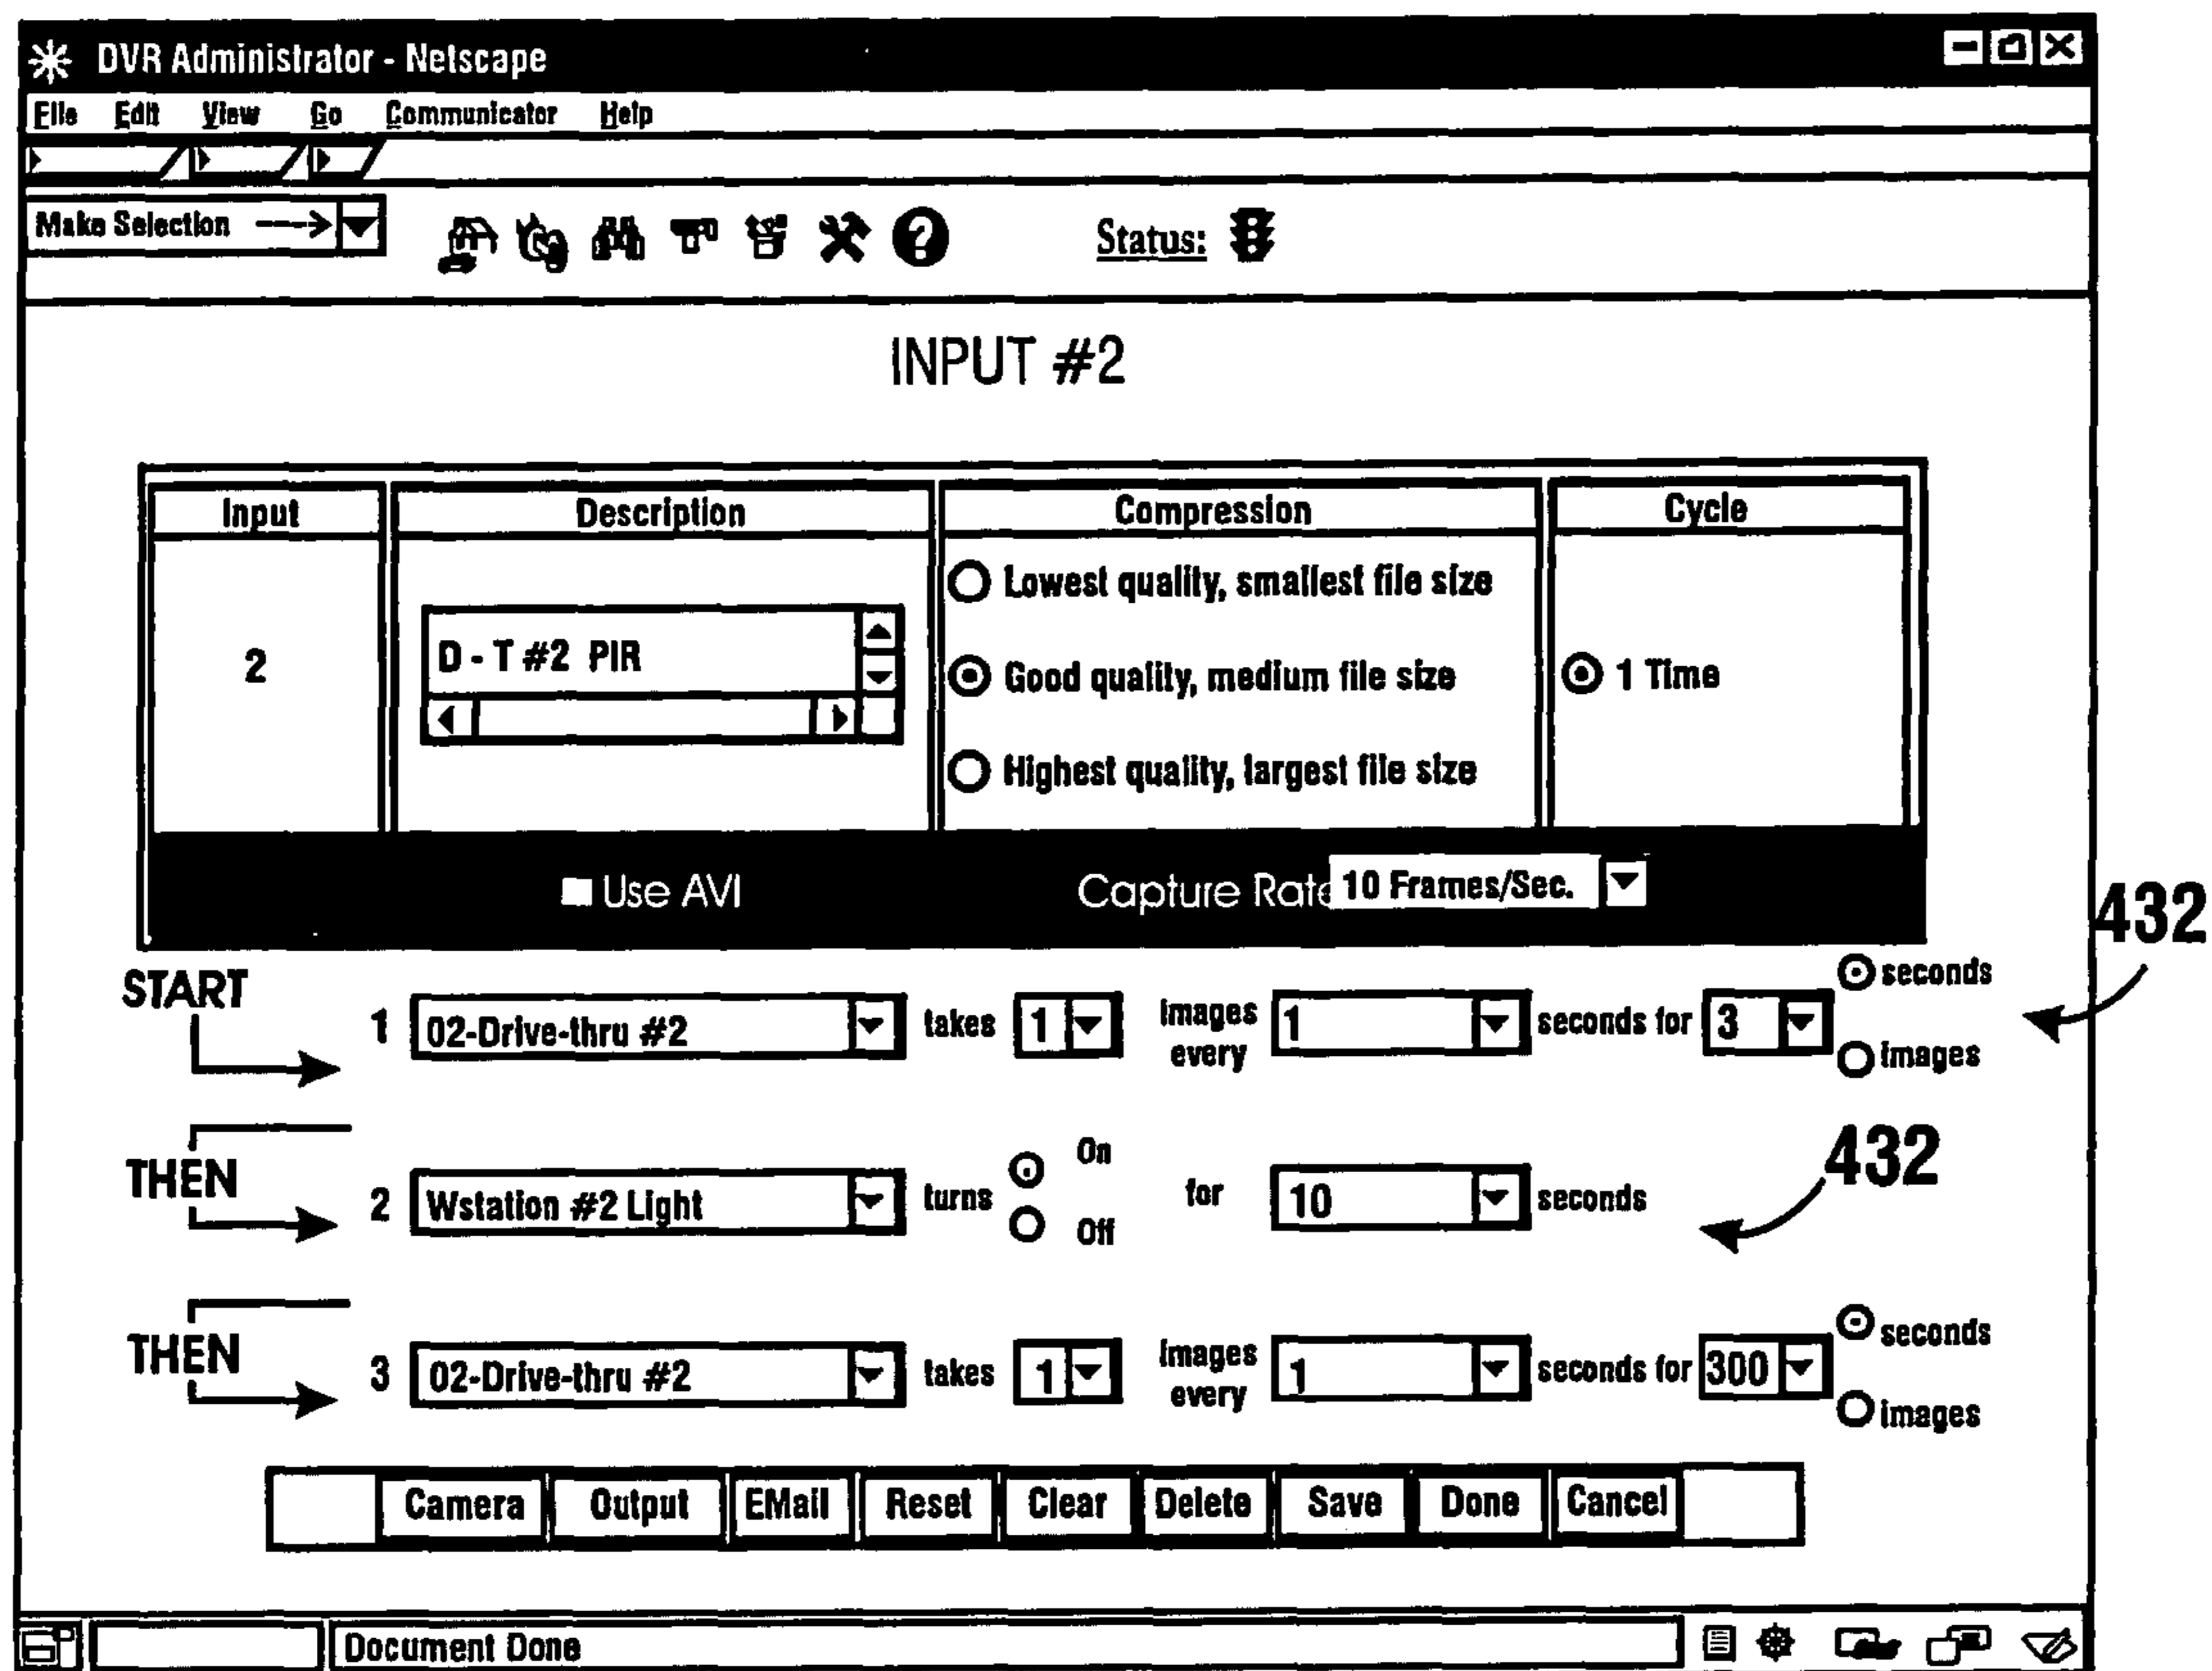 DVR Administrator - Netscape
File Edit View Go Communicator Help
Make Selection
Status:
INPUT #2
Input Description Compression Cycle
2
D - T #2 PIR
Lowest quality, smallest file size
Good quality, medium file size
Highest quality, largest file size
1 Time
Use AVI Capture Rate 10 Frames/Sec.
432
START
1 02-Drive-thru #2 takes 1 images every 1 seconds for 3 seconds images
432
THEN
2 Wstation #2 Light turns On Off for 10 seconds
THEN
3 02-Drive-thru #2 takes 1 images every 1 seconds for 300 seconds images
Camera Output EMail Reset Clear Delete Save Done Cancel
Document Done